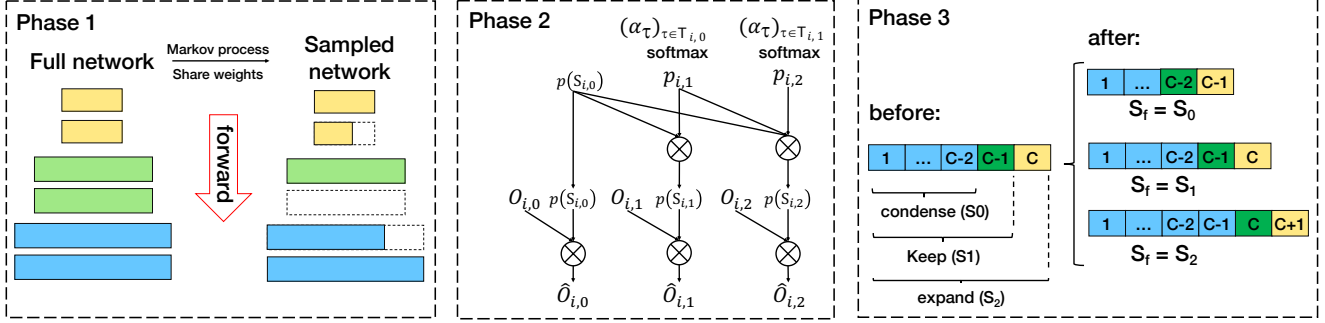 Phase 1
Full network
Markov process
Share weights
Sampled
network
forward
Phase 2
(α_τ)_{τ∈T_{i,0}}
softmax
(α_τ)_{τ∈T_{i,1}}
softmax
p(S_{i,0})
p_{i,1}
p_{i,2}
O_{i,0}
p(S_{i,0})
O_{i,1}
p(S_{i,1})
O_{i,2}
p(S_{i,2})
Ô_{i,0}
Ô_{i,1}
Ô_{i,2}
Phase 3
before:
1 ... C-2 C-1 C
condense (S0)
Keep (S1)
expand (S_2)
after:
1 ... C-2 C-1
S_f = S_0
1 ... C-2 C-1 C
S_f = S_1
1 ... C-2 C-1 C C+1
S_f = S_2